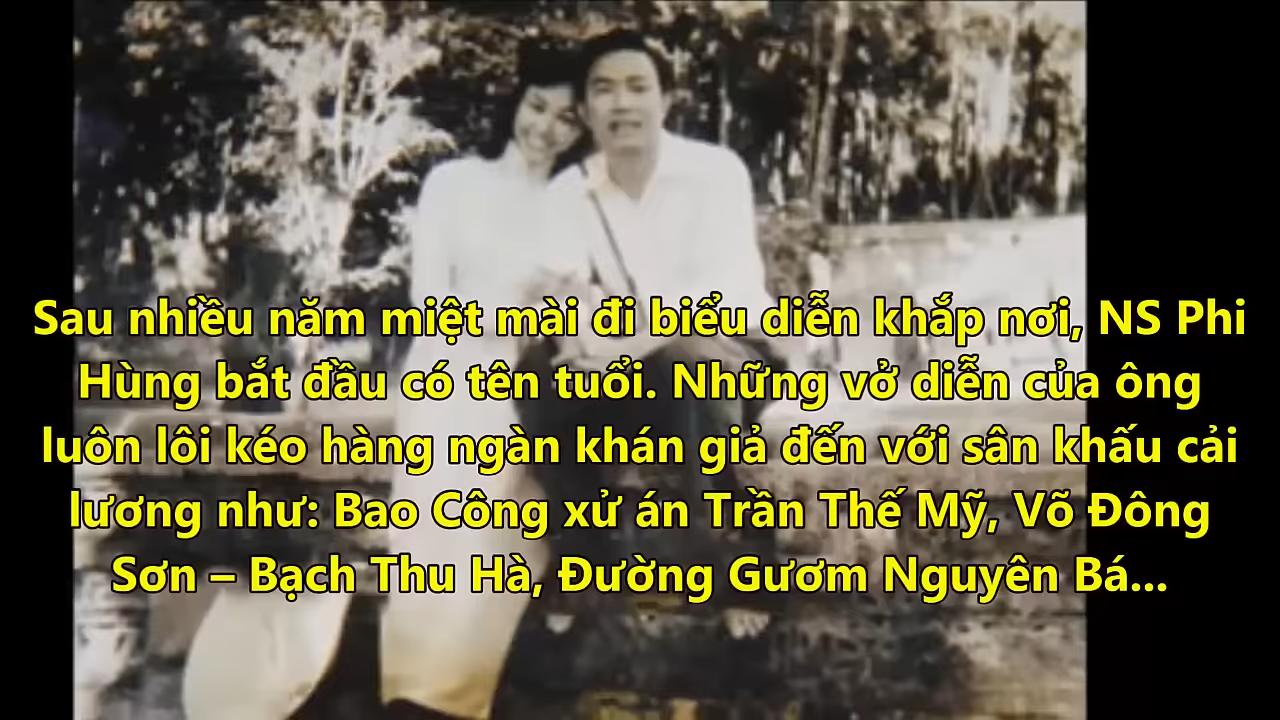 Sau nhiều năm miệt mài đi biểu diễn khắp nơi, NS Phi
Hùng bắt đầu có tên tuổi. Những vở diễn của ông
luôn lôi kéo hàng ngàn khán giả đến với sân khấu cải
lương như: Bao Công xử án Trần Thế Mỹ, Võ Đông
Sơn – Bạch Thu Hà, Đường Gươm Nguyên Bá...